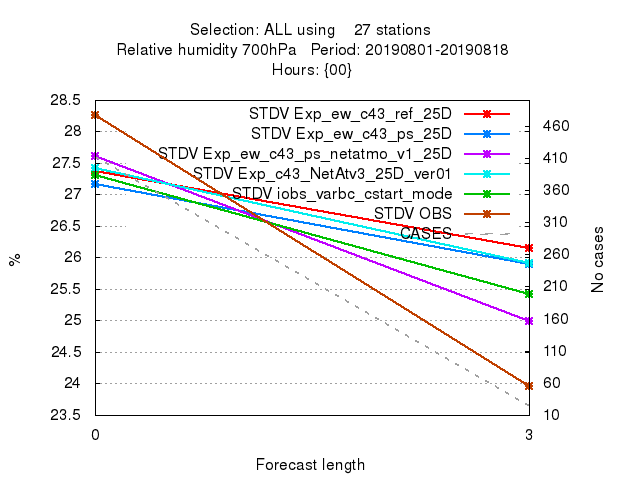 Selection: ALL using    27 stations
Relative humidity 700hPa   Period: 20190801-20190818
Hours: {00}
28.5
28
27.5
27
26.5
26
25.5
25
24.5
24
23.5
%
STDV Exp_ew_c43_ref_25D
STDV Exp_ew_c43_ps_25D
STDV Exp_ew_c43_ps_netatmo_v1_25D
STDV Exp_c43_NetAtv3_25D_ver01
STDV iobs_varbc_cstart_mode
STDV OBS
CASES
460
410
360
310
260
210
160
110
60
10
No cases
0
3
Forecast length